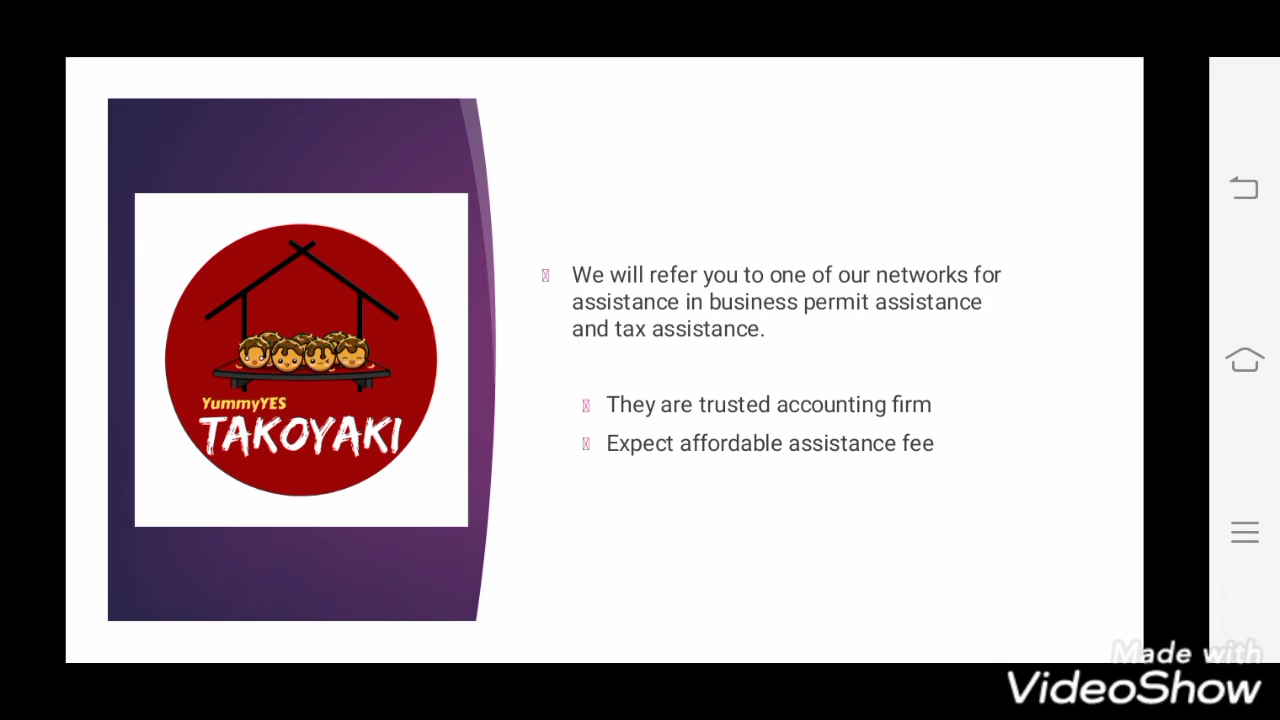 YummyYES
TAKOYAKI
We will refer you to one of our networks for
assistance in business permit assistance
and tax assistance.
They are trusted accounting firm
Expect affordable assistance fee
Made with
VideoShow